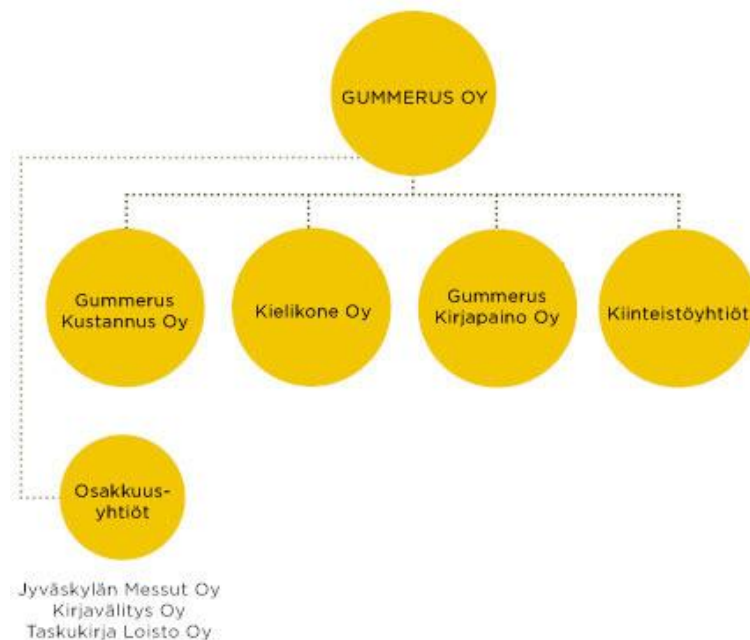 GUMMERUS OY
Gummerus
Kustannus Oy
Kielikone Oy
Gummerus
Kirjapaino Oy
Kiinteistöyhtiöt
Osakkuus-
yhtiöt
Jyväskylän Messut Oy
Kirjavälitys Oy
Taskukirja Loisto Oy